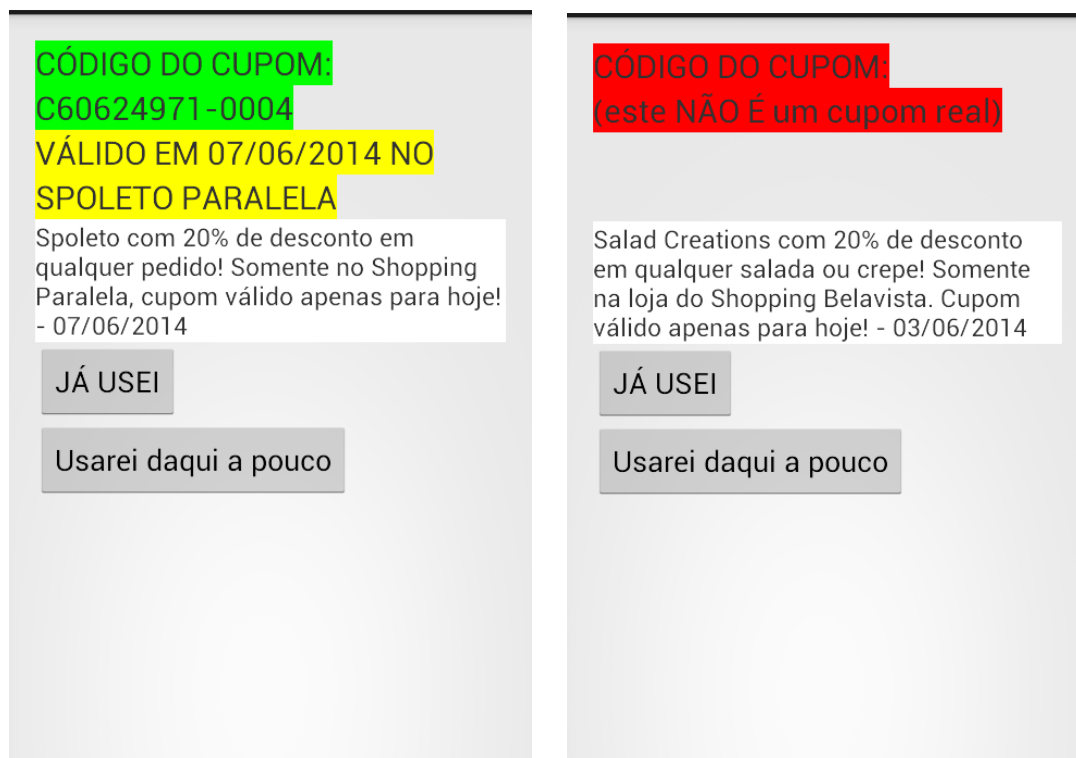 CÓDIGO DO CUPOM:
C60624971-0004
VÁLIDO EM 07/06/2014 NO
SPOLETO PARALELA
Spoleto com 20% de desconto em
qualquer pedido! Somente no Shopping
Paralela, cupom válido apenas para hoje!
- 07/06/2014
JÁ USEI
Usarei daqui a pouco
CÓDIGO DO CUPOM:
(este NÃO É um cupom real)
Salad Creations com 20% de desconto
em qualquer salada ou crepe! Somente
na loja do Shopping Belavista. Cupom
válido apenas para hoje! - 03/06/2014
JÁ USEI
Usarei daqui a pouco